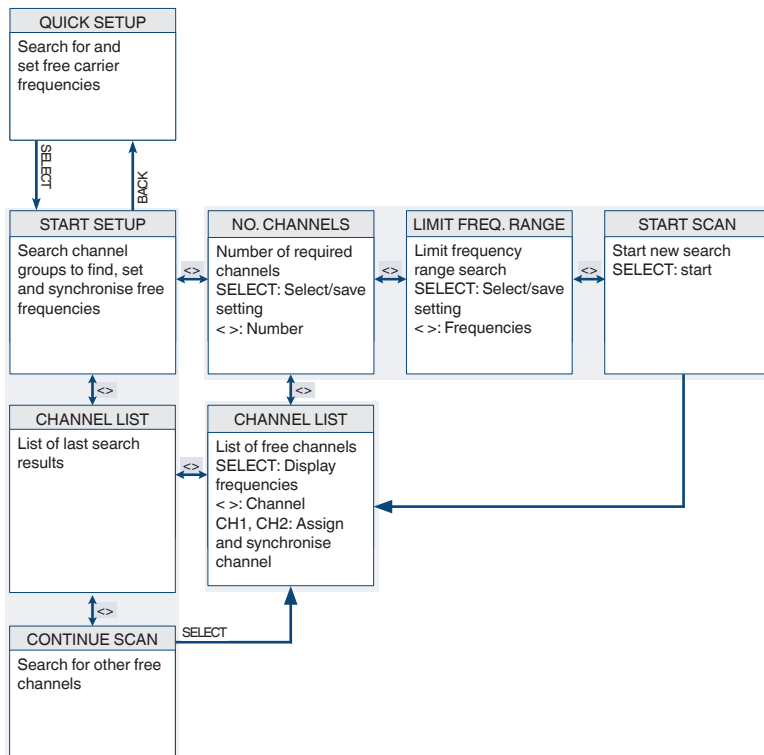 QUICK SETUP
Search for and
set free carrier
frequencies
SELECT
BACK
START SETUP
Search channel
groups to find, set
and synchronise free
frequencies
<>
NO. CHANNELS
Number of required
channels
SELECT: Select/save
setting
< >: Number
<>
LIMIT FREQ. RANGE
Limit frequency
range search
SELECT: Select/save
setting
< >: Frequencies
<>
START SCAN
Start new search
SELECT: start
<>
<>
CHANNEL LIST
List of last search
results
<>
CHANNEL LIST
List of free channels
SELECT: Display
frequencies
< >: Channel
CH1, CH2: Assign
and synchronise
channel
<>
CONTINUE SCAN
Search for other free
channels
SELECT